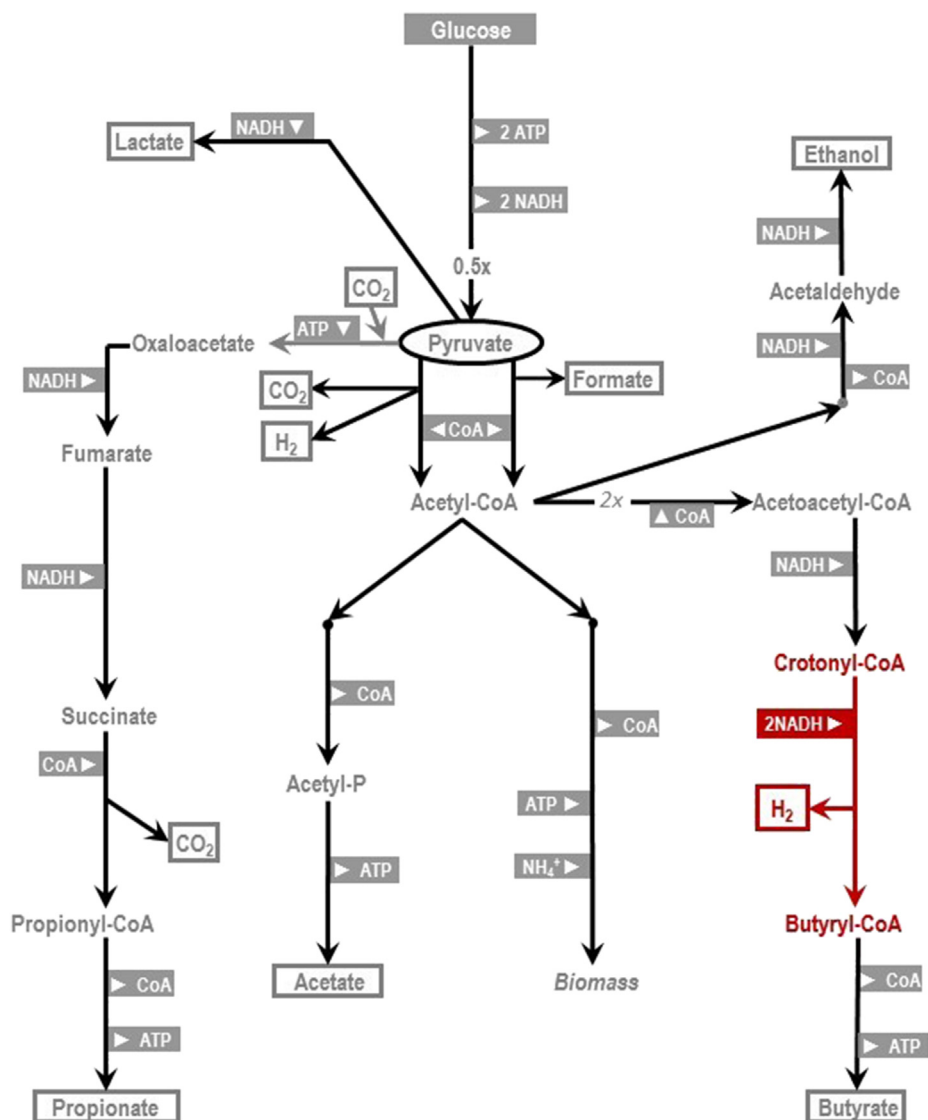 Glucose
NADH ▼
Lactate
► 2 ATP
Ethanol
► 2 NADH
NADH ►
0.5x
CO₂
Acetaldehyde
ATP ▼
Oxaloacetate
Pyruvate
NADH ►
NADH ►
CO₂
Formate
► CoA
H₂
◄ CoA ►
Fumarate
Acetyl-CoA
2x
Acetoacetyl-CoA
▲ CoA
NADH ►
NADH ►
Crotonyl-CoA
► CoA
Succinate
► CoA
2NADH ►
CoA ►
Acetyl-P
ATP ►
H₂
CO₂
► ATP
NH₄⁺ ►
Propionyl-CoA
Butyryl-CoA
► CoA
Acetate
Biomass
► CoA
► ATP
► ATP
Propionate
Butyrate